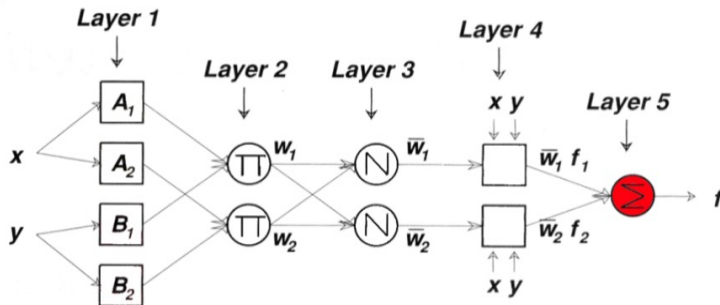 Layer 1
Layer 2
Layer 3
Layer 4
Layer 5
x
y
A₁
A₂
B₁
B₂
Π
Π
w₁
w₂
N
N
w̅₁
w̅₂
x y
x y
w̅₁ f₁
w̅₂ f₂
Σ
f